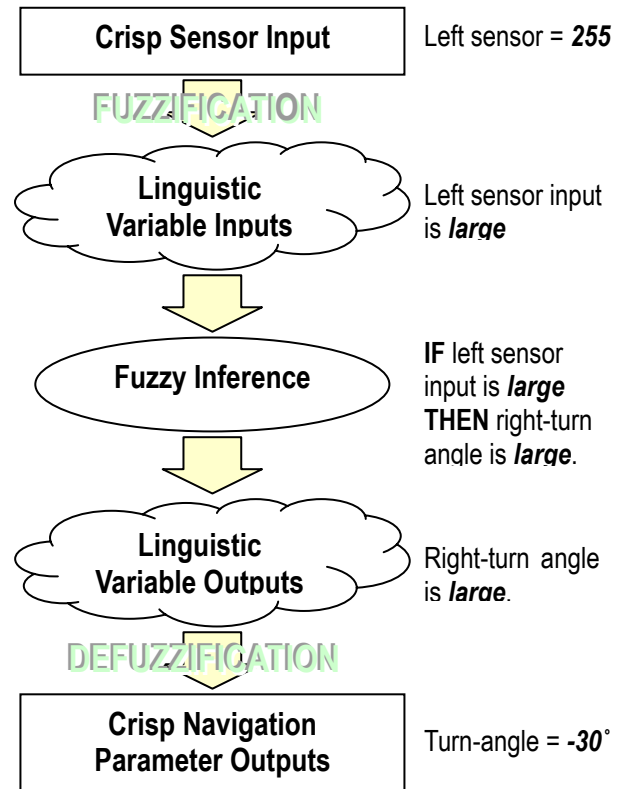 Crisp Sensor Input
Left sensor = 255
FUZZIFICATION
Linguistic
Variable Inputs
Left sensor input
is large
Fuzzy Inference
IF left sensor
input is large
THEN right-turn
angle is large.
Linguistic
Variable Outputs
Right-turn angle
is large.
DEFUZZIFICATION
Crisp Navigation
Parameter Outputs
Turn-angle = -30˚